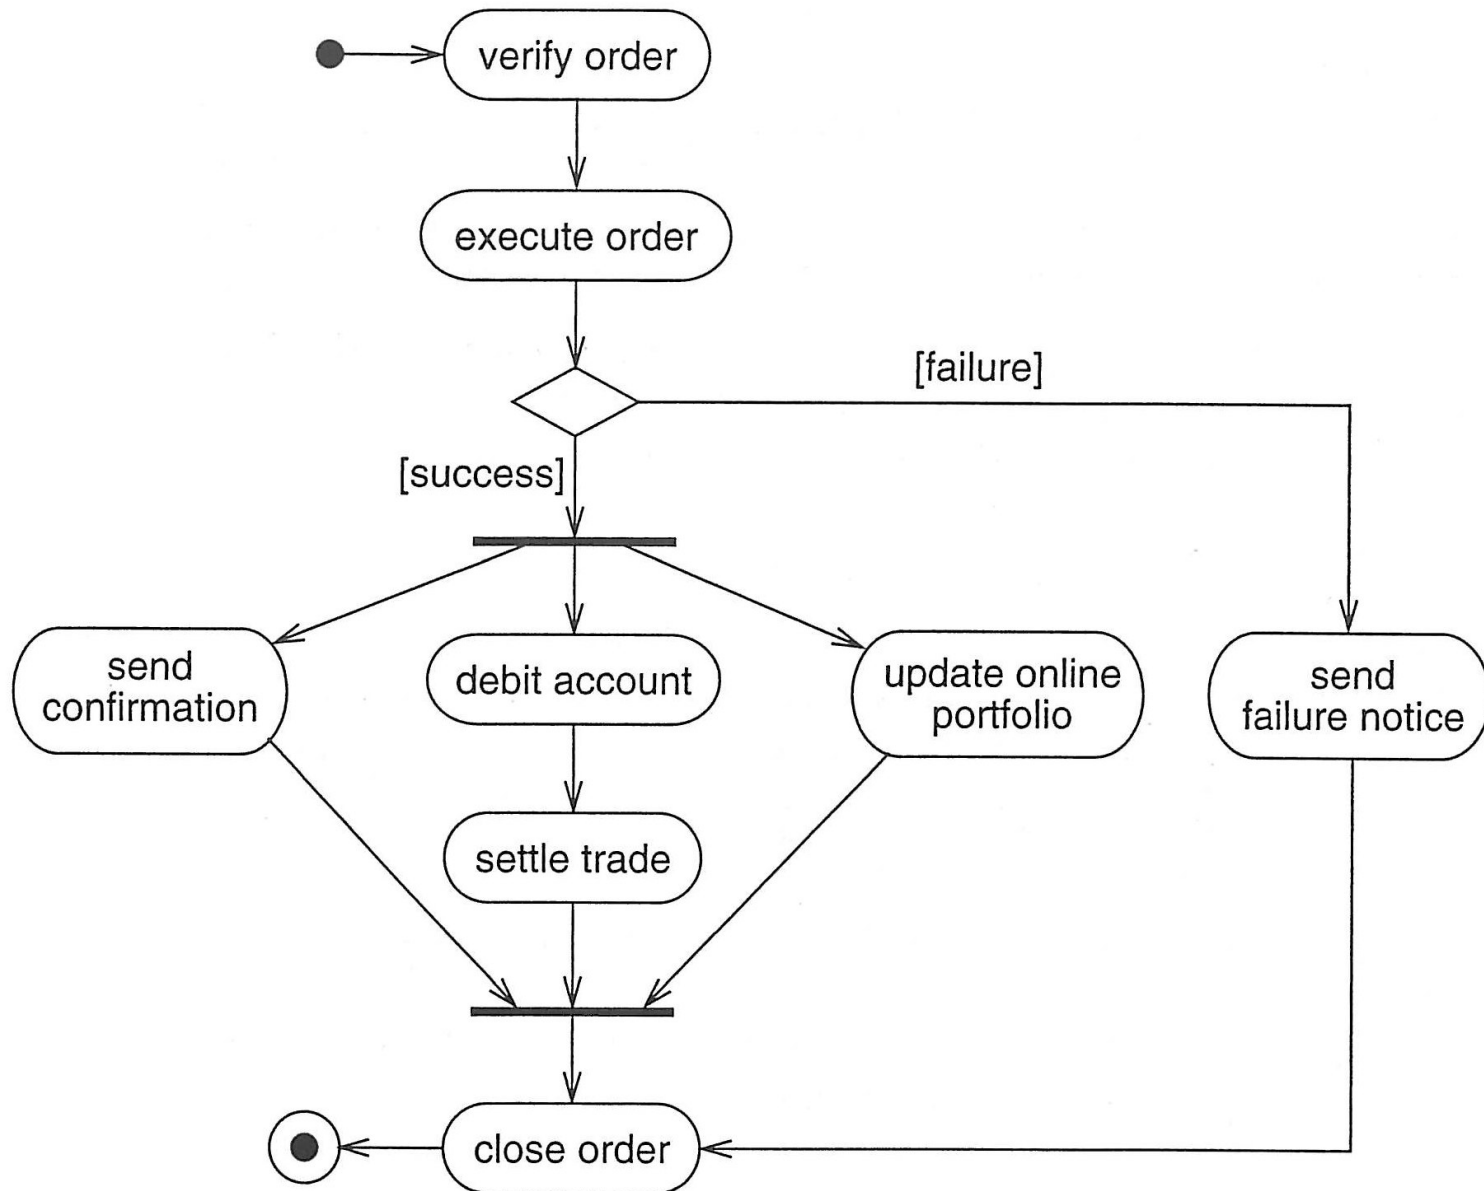 verify order
execute order
[failure]
[success]
send
confirmation
debit account
update online
portfolio
send
failure notice
settle trade
close order